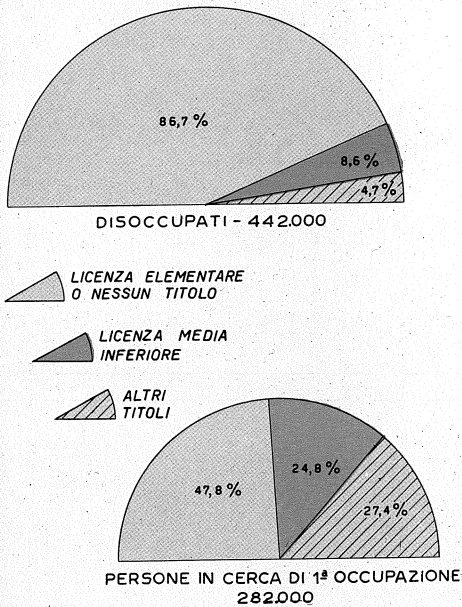 86,7 %
8,6 %
4,7 %
DISOCCUPATI - 442.000
LICENZA ELEMENTARE
O NESSUN TITOLO
LICENZA MEDIA
INFERIORE
ALTRI
TITOLI
47,8 %
24,8 %
27,4 %
PERSONE IN CERCA DI 1ª OCCUPAZIONE
282.000